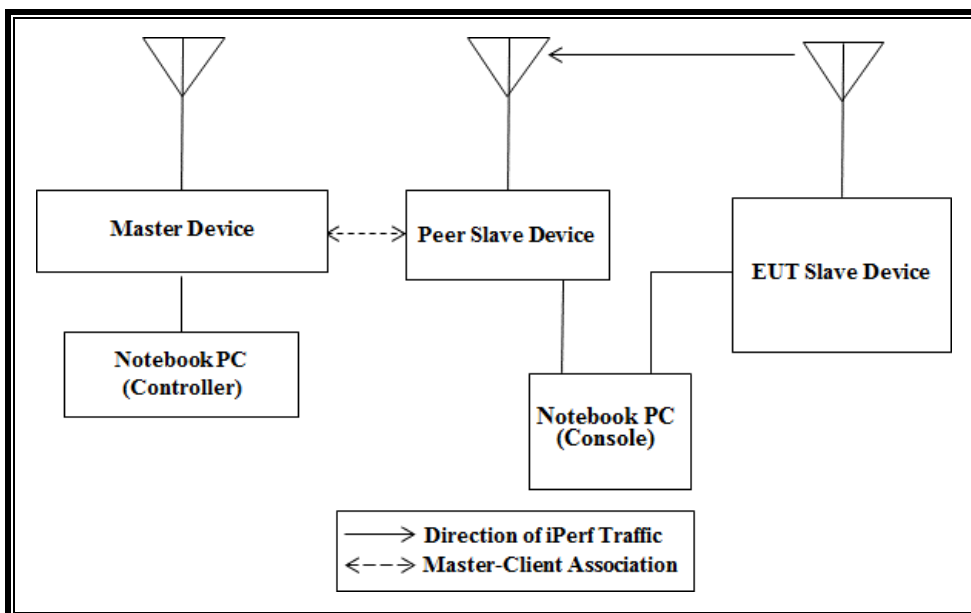 Master Device
Peer Slave Device
EUT Slave Device
Notebook PC
(Controller)
Notebook PC
(Console)
Direction of iPerf Traffic
Master-Client Association